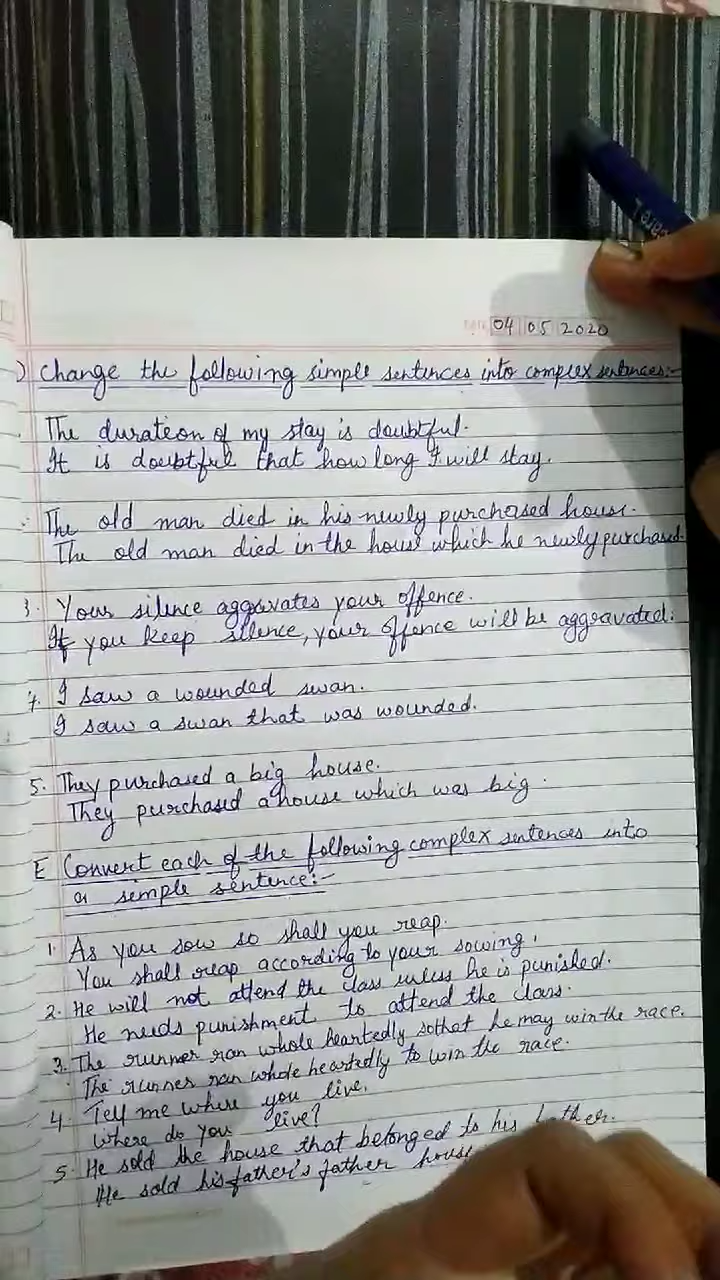 04 05 2020
) Change the following simple sentences into complex sentences:-
The duration of my stay is doubtful.
It is doubtful that how long I will stay.
The old man died in his newly purchased house.
The old man died in the house which he newly purchased.
3. Your silence aggravates your offence.
If you keep silence, your offence will be aggravated.
4. I saw a wounded swan.
I saw a swan that was wounded.
5. They purchased a big house.
They purchased a house which was big.
E Convert each of the following complex sentences into
a simple sentence:-
1. As you sow so shall you reap.
You shall reap according to your sowing.
2. He will not attend the class unless he is punished.
He needs punishment to attend the class.
3. The runner ran whole heartedly so that he may win the race.
The runner ran whole heartedly to win the race.
4. Tell me where you live.
Where do you live?
5. He sold the house that belonged to his father.
He sold his father's father house